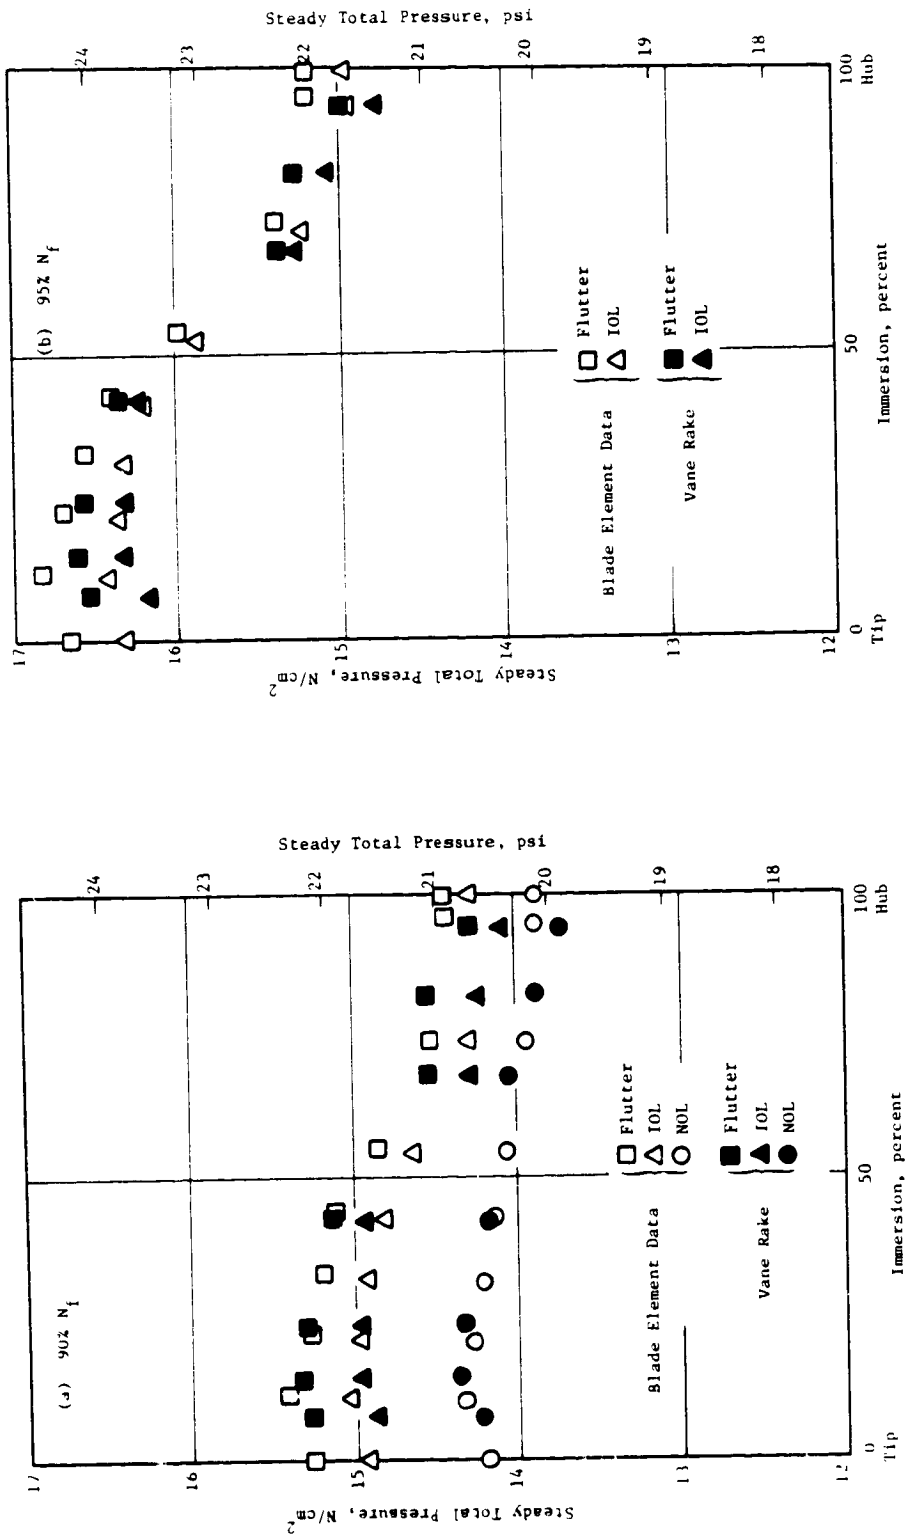 (a) 90% Nf
Steady Total Pressure, N/cm2
17
16
15
14
13
12
Steady Total Pressure, psi
24
23
22
21
20
19
18
0
Tip
50
100
Hub
Immersion, percent
Blade Element Data
Flutter
IOL
NOL
Vane Rake
Flutter
IOL
NOL
(b) 95% Nf
Steady Total Pressure, N/cm2
17
16
15
14
13
12
Steady Total Pressure, psi
24
23
22
21
20
19
18
0
Tip
50
100
Hub
Immersion, percent
Blade Element Data
Flutter
IOL
Vane Rake
Flutter
IOL